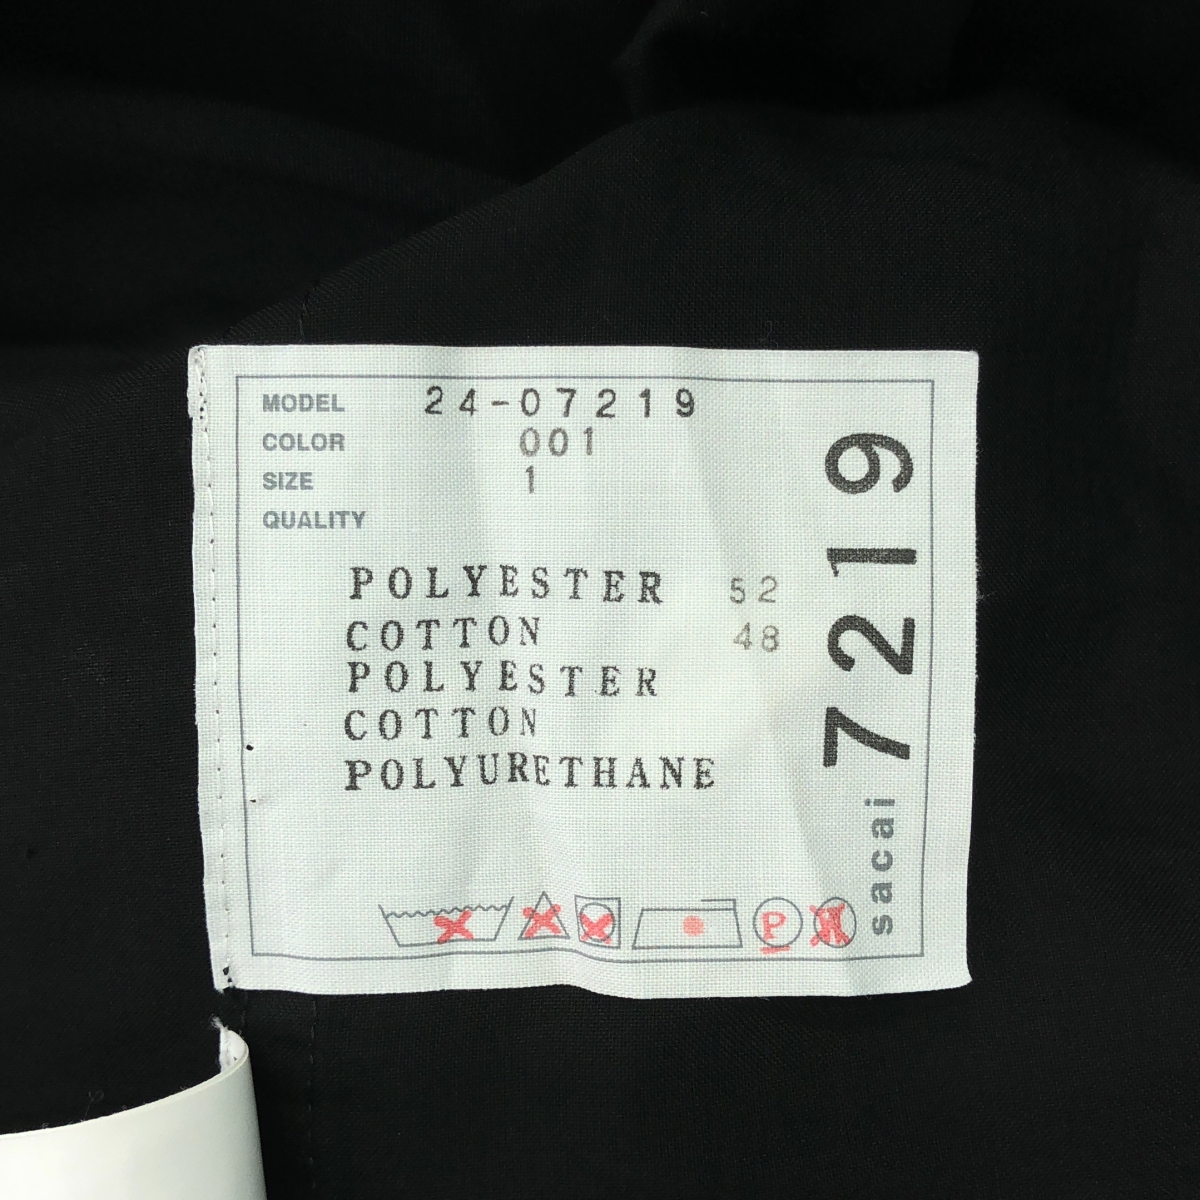 MODEL 24-07219
COLOR 001
SIZE 1
QUALITY
POLYESTER 52
COTTON 48
POLYESTER
COTTON
POLYURETHANE
P
W
sacai 7219